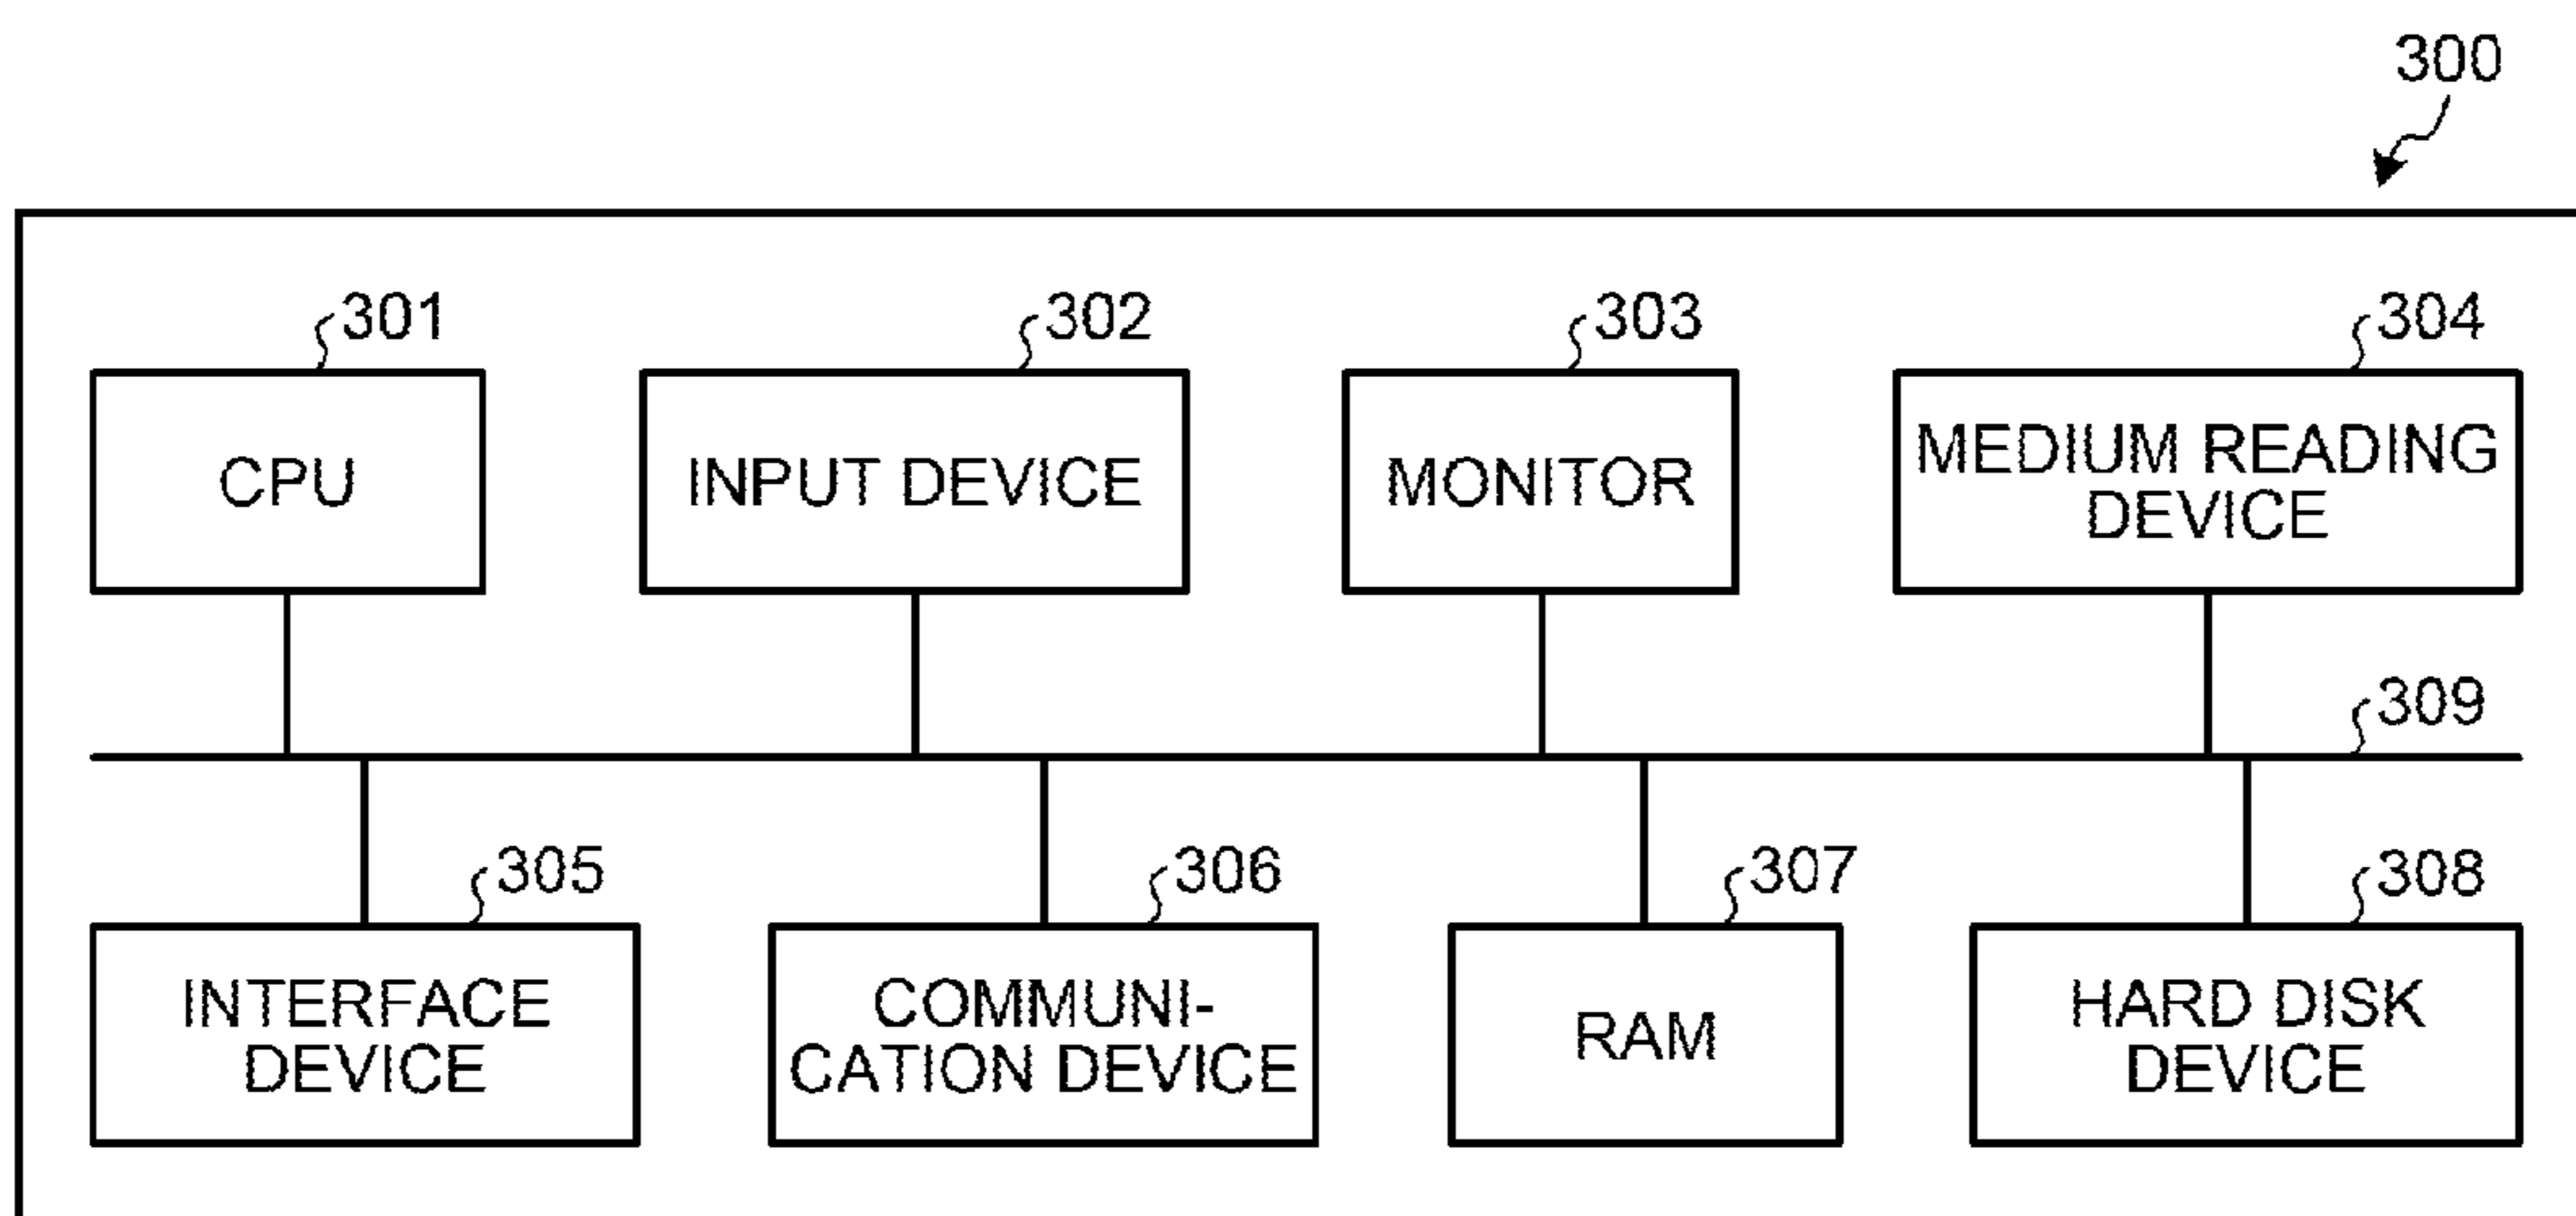 300
301
302
303
304
CPU
INPUT DEVICE
MONITOR
MEDIUM READING
DEVICE
309
305
306
307
308
INTERFACE
DEVICE
COMMUNI-
CATION DEVICE
RAM
HARD DISK
DEVICE